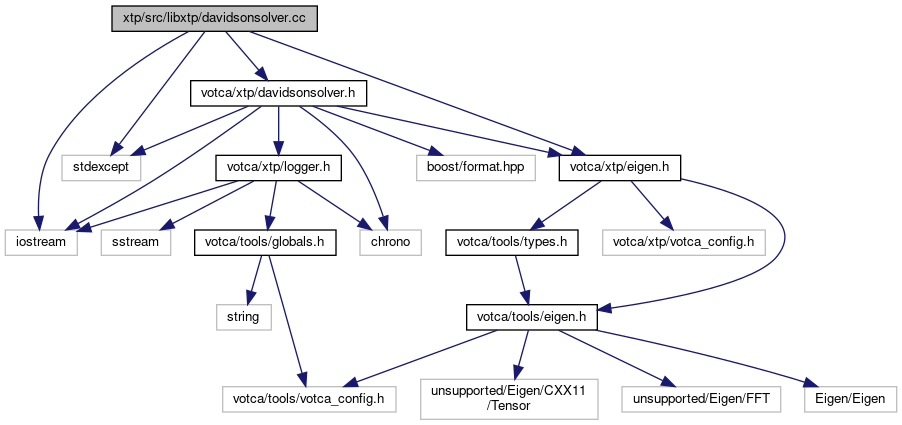 xtp/src/libxtp/davidsonsolver.cc
votca/xtp/davidsonsolver.h
stdexcept
votca/xtp/logger.h
boost/format.hpp
votca/xtp/eigen.h
iostream
sstream
votca/tools/globals.h
chrono
votca/tools/types.h
votca/xtp/votca_config.h
string
votca/tools/eigen.h
votca/tools/votca_config.h
unsupported/Eigen/CXX11
/Tensor
unsupported/Eigen/FFT
Eigen/Eigen